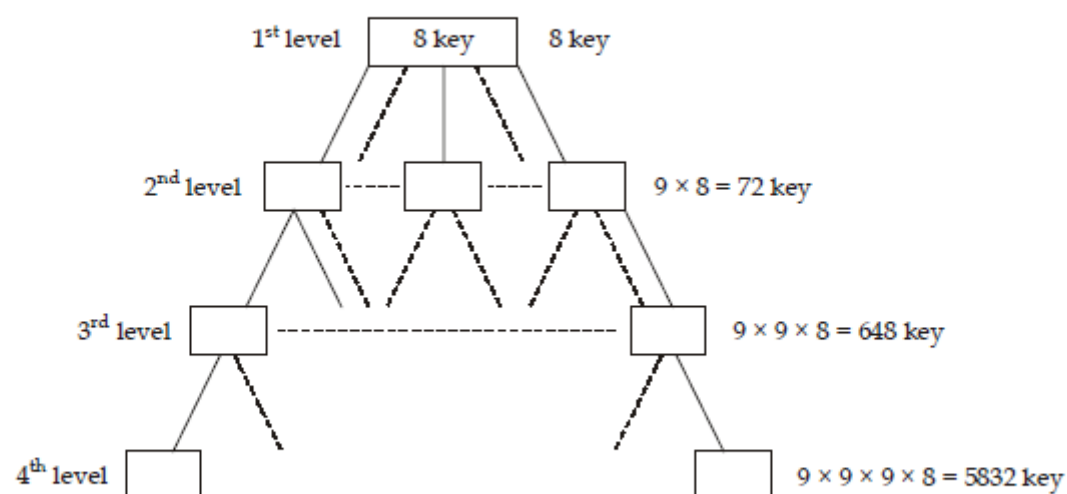 1st level 8 key 8 key
2nd level 9 × 8 = 72 key
3rd level 9 × 9 × 8 = 648 key
4th level 9 × 9 × 9 × 8 = 5832 key